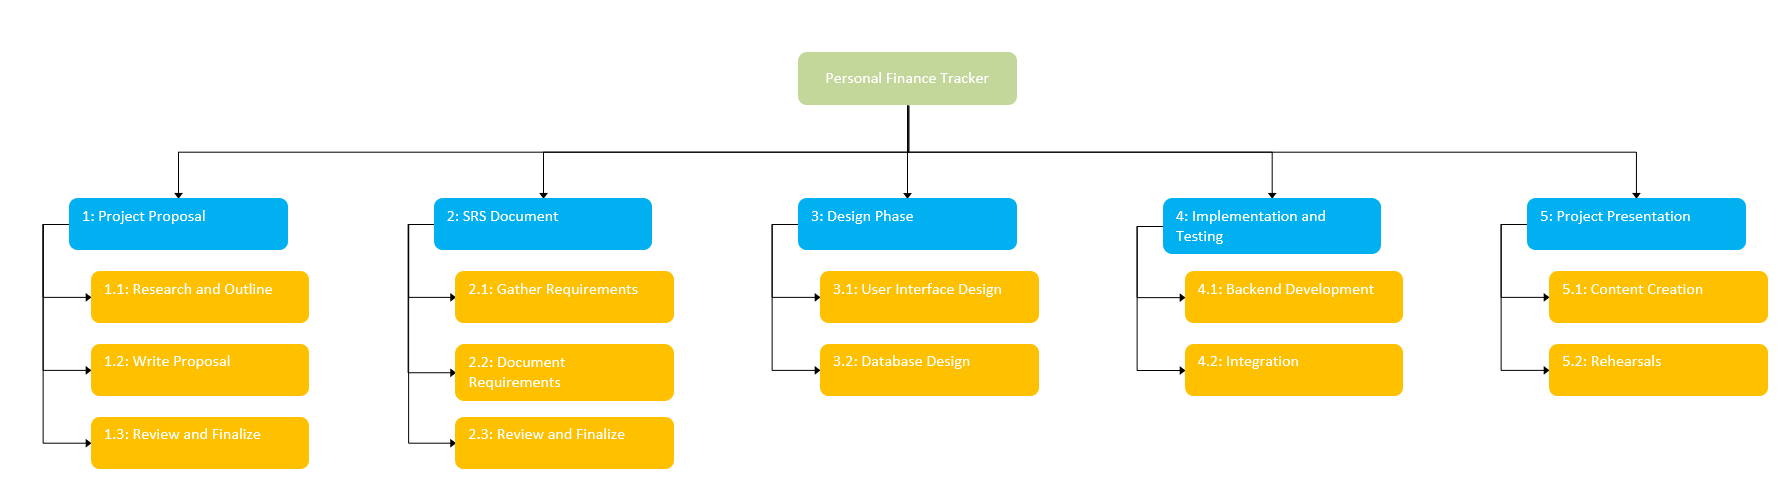 Personal Finance Tracker
1: Project Proposal
1.1: Research and Outline
1.2: Write Proposal
1.3: Review and Finalize
2: SRS Document
2.1: Gather Requirements
2.2: Document
Requirements
2.3: Review and Finalize
3: Design Phase
3.1: User Interface Design
3.2: Database Design
4: Implementation and
Testing
4.1: Backend Development
4.2: Integration
5: Project Presentation
5.1: Content Creation
5.2: Rehearsals